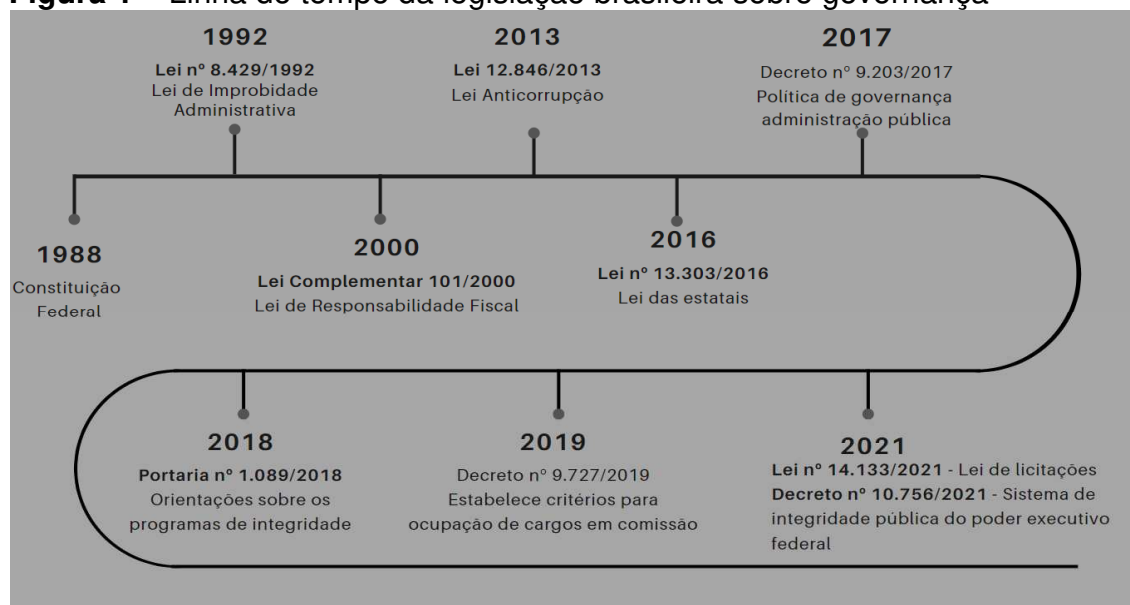 Figura 1 – Linha do tempo da legislação brasileira sobre governança
1992
Lei nº 8.429/1992
Lei de Improbidade
Administrativa
2013
Lei 12.846/2013
Lei Anticorrupção
2017
Decreto nº 9.203/2017
Política de governança
administração pública
1988
Constituição
Federal
2000
Lei Complementar 101/2000
Lei de Responsabilidade Fiscal
2016
Lei nº 13.303/2016
Lei das estatais
2018
Portaria nº 1.089/2018
Orientações sobre os
programas de integridade
2019
Decreto nº 9.727/2019
Estabelece critérios para
ocupação de cargos em comissão
2021
Lei nº 14.133/2021 - Lei de licitações
Decreto nº 10.756/2021 - Sistema de
integridade pública do poder executivo
federal